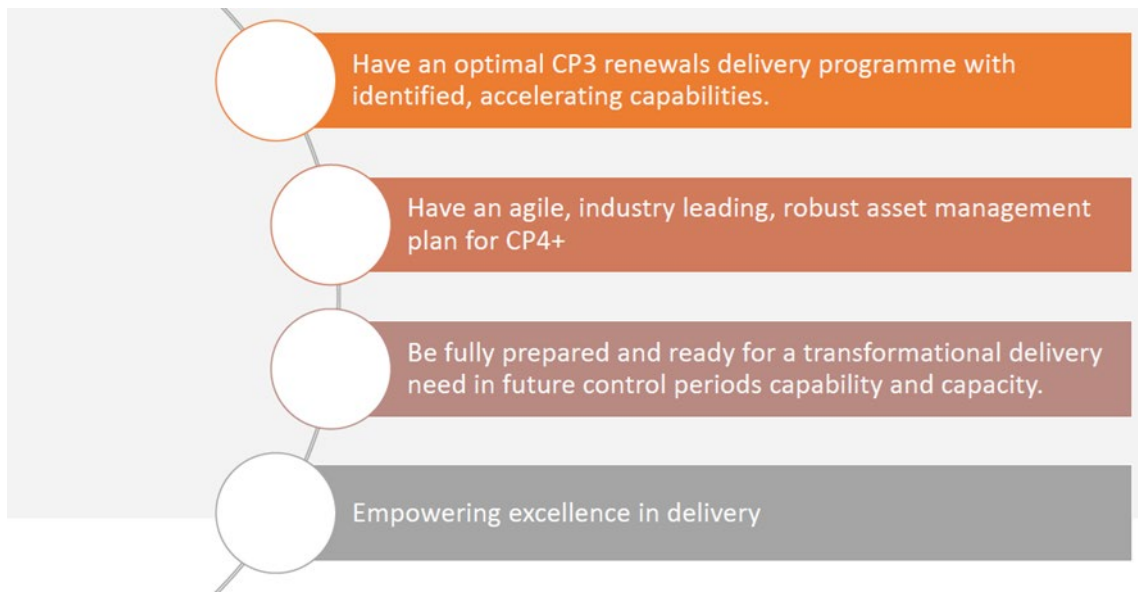 Have an optimal CP3 renewals delivery programme with
identified, accelerating capabilities.
Have an agile, industry leading, robust asset management
plan for CP4+
Be fully prepared and ready for a transformational delivery
need in future control periods capability and capacity.
Empowering excellence in delivery